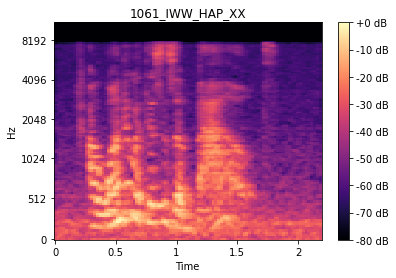 1061_IWW_HAP_XX
+0 dB
8192
-10 dB
4096
-20 dB
-30 dB
Hz
2048
-40 dB
1024
-50 dB
-60 dB
512
-70 dB
0
-80 dB
0
0.5
1
1.5
2
Time